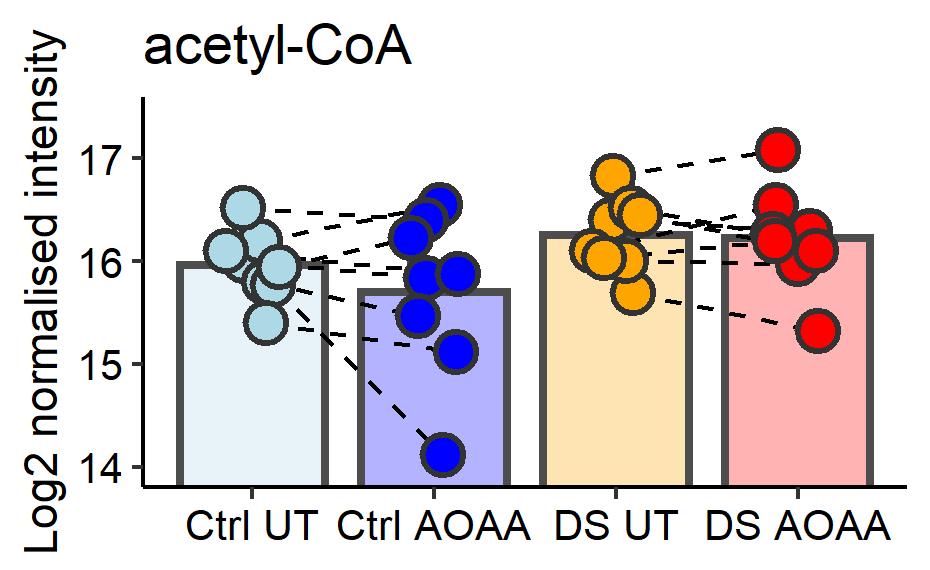 acetyl-CoA
Log2 normalised intensity
17
16
15
14
Ctrl UT Ctrl AOAA DS UT DS AOAA